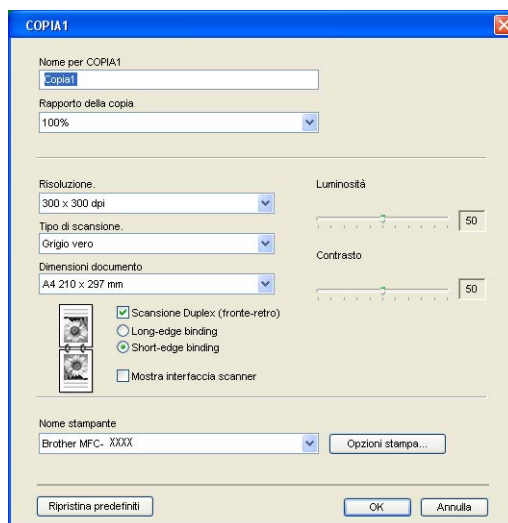 COPIA1
Nome per COPIA1
Copia1
Rapporto della copia
100%
Risoluzione.
300 x 300 dpi
Tipo di scansione.
Grigio vero
Dimensioni documento
A4 210 x 297 mm
Luminosità
50
Contrasto
50
Scansione Duplex (fronte-retro)
Long-edge binding
Short-edge binding
Mostra interfaccia scanner
Nome stampante
Brother MFC- XXXX
Opzioni stampa...
Ripristina predefiniti
OK
Annulla